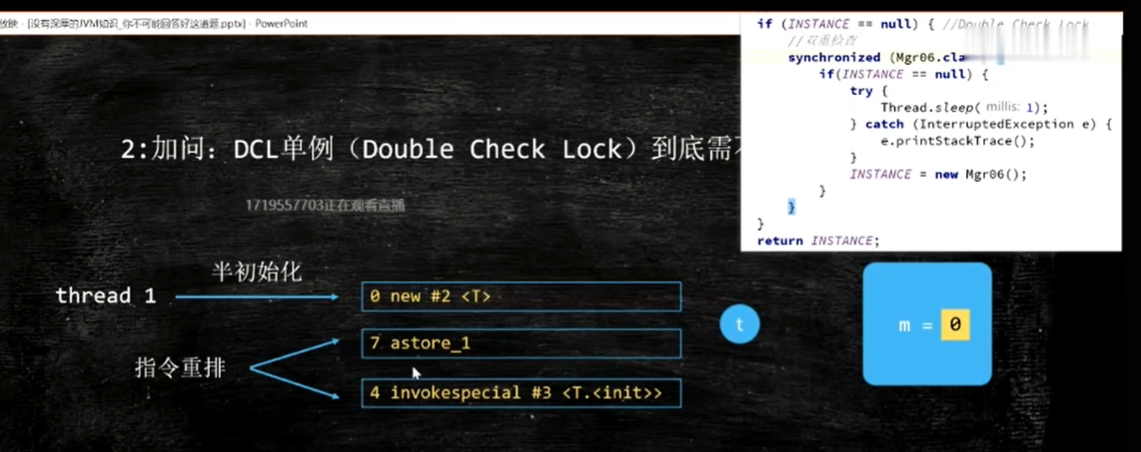 放映 - [没有深厚的JVM知识_你不可能回答好这道题.pptx] - PowerPoint
if (INSTANCE == null) { //Double Check Lock
//双重检查
synchronized (Mgr06.cla
if(INSTANCE == null) {
try {
Thread.sleep( millis: 1);
} catch (InterruptedException e) {
e.printStackTrace();
}
INSTANCE = new Mgr06();
}
}
}
return INSTANCE;
2:加问: DCL单例（Double Check Lock）到底需
1719557703正在观看直播
半初始化
thread 1
0 new #2 <T>
7 astore_1
指令重排
4 invokespecial #3 <T.<init>>
t
m = 0